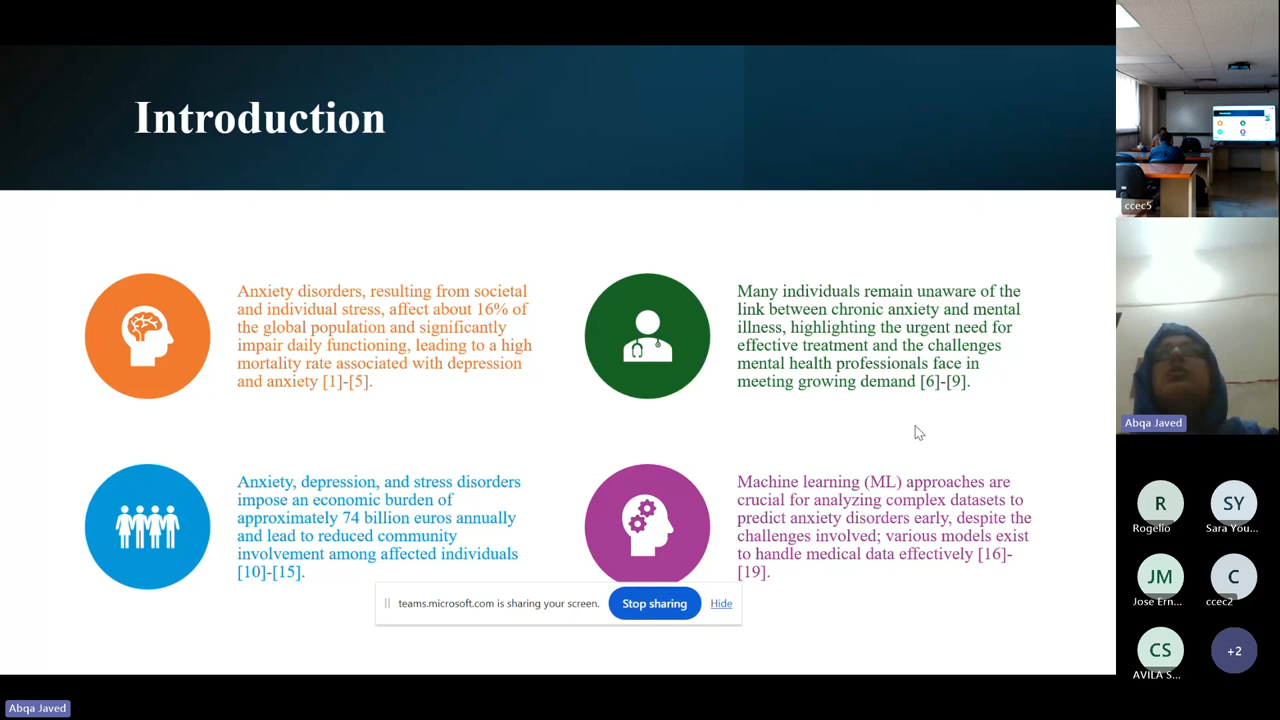 Introduction
Anxiety disorders, resulting from societal
and individual stress, affect about 16% of
the global population and significantly
impair daily functioning, leading to a high
mortality rate associated with depression
and anxiety [1]-[5].
Many individuals remain unaware of the
link between chronic anxiety and mental
illness, highlighting the urgent need for
effective treatment and the challenges
mental health professionals face in
meeting growing demand [6]-[9].
Anxiety, depression, and stress disorders
impose an economic burden of
approximately 74 billion euros annually
and lead to reduced community
involvement among affected individuals
[10]-[15].
Machine learning (ML) approaches are
crucial for analyzing complex datasets to
predict anxiety disorders early, despite the
challenges involved; various models exist
to handle medical data effectively [16]-
[19].
teams.microsoft.com is sharing your screen.
Stop sharing
Hide
ccec5
Abqa Javed
R
Rogelio
SY
Sara You...
JM
Jose Ern...
C
ccec2
CS
AVILA S...
+2
Abqa Javed